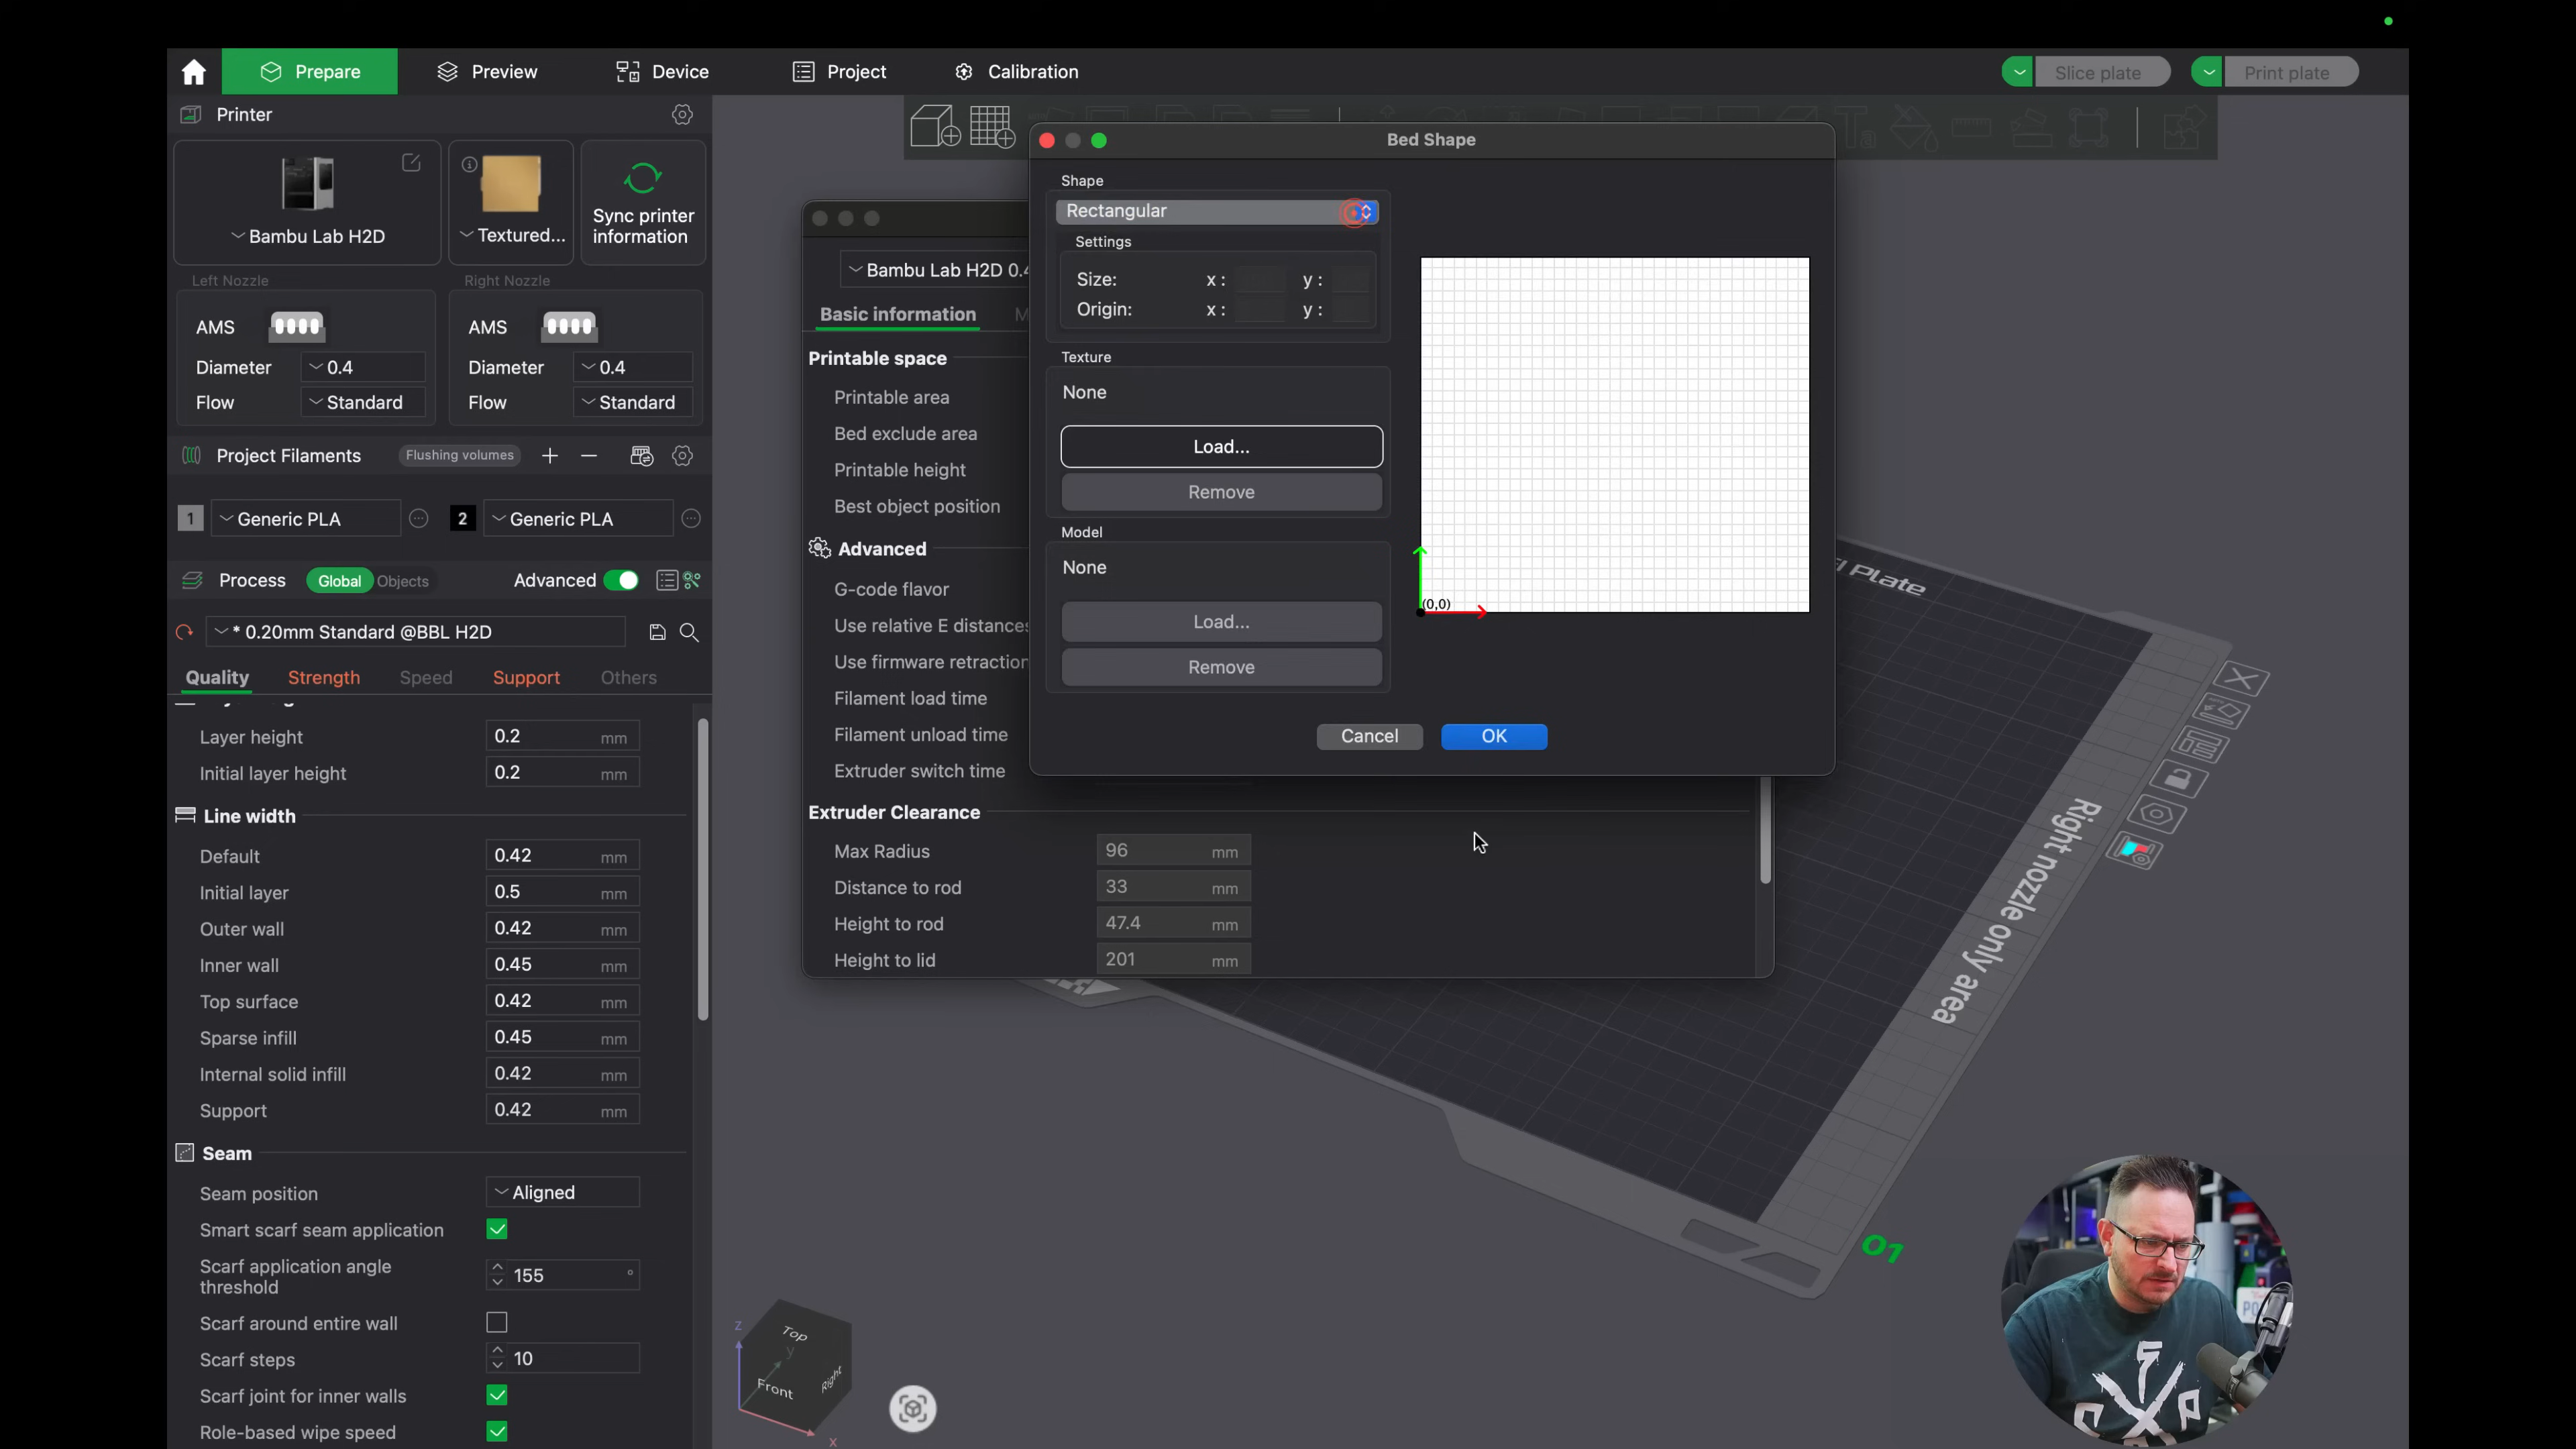 Prepare
Preview
Device
Project
Calibration
Slice plate
Print plate
Printer
Bambu Lab H2D
Textured...
Sync printer
information
Left Nozzle
Right Nozzle
AMS
AMS
Diameter
0.4
Diameter
0.4
Flow
Standard
Flow
Standard
Project Filaments
Flushing volumes
1
Generic PLA
2
Generic PLA
Process
Global
Objects
Advanced
* 0.20mm Standard @BBL H2D
Quality
Strength
Speed
Support
Others
Layer height
0.2 mm
Initial layer height
0.2 mm
Line width
Default
0.42 mm
Initial layer
0.5 mm
Outer wall
0.42 mm
Inner wall
0.45 mm
Top surface
0.42 mm
Sparse infill
0.45 mm
Internal solid infill
0.42 mm
Support
0.42 mm
Seam
Seam position
Aligned
Smart scarf seam application
Scarf application angle
threshold
155 °
Scarf around entire wall
Scarf steps
10
Scarf joint for inner walls
Role-based wipe speed
Bambu Lab H2D 0.4
Basic information
M
Printable space
Printable area
Bed exclude area
Printable height
Best object position
Advanced
G-code flavor
Use relative E distances
Use firmware retraction
Filament load time
Filament unload time
Extruder switch time
Extruder Clearance
Max Radius
96 mm
Distance to rod
33 mm
Height to rod
47.4 mm
Height to lid
201 mm
Bed Shape
Shape
Rectangular
Settings
Size: x : y :
Origin: x : y :
Texture
None
Load...
Remove
Model
None
Load...
Remove
(0,0)
Cancel
OK
Plate
Right nozzle only area
01
Top
Front
Right
z
y
x